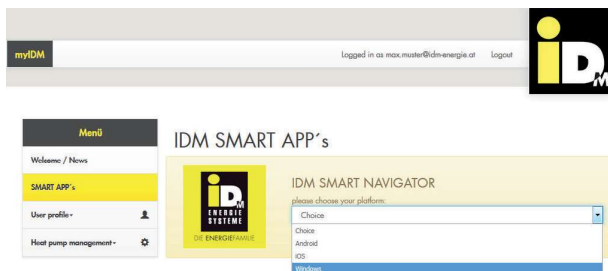 myIDM
Logged in as max.muster@idm-energie.at Logout
iDM
Menü
Welcome / News
SMART APP's
User profile
Heat pump management
IDM SMART APP´s
iDM
ENERGIE
SYSTEME
DIE ENERGIEFAMILIE
IDM SMART NAVIGATOR
please choose your platform:
Choice
Choice
Android
iOS
Windows